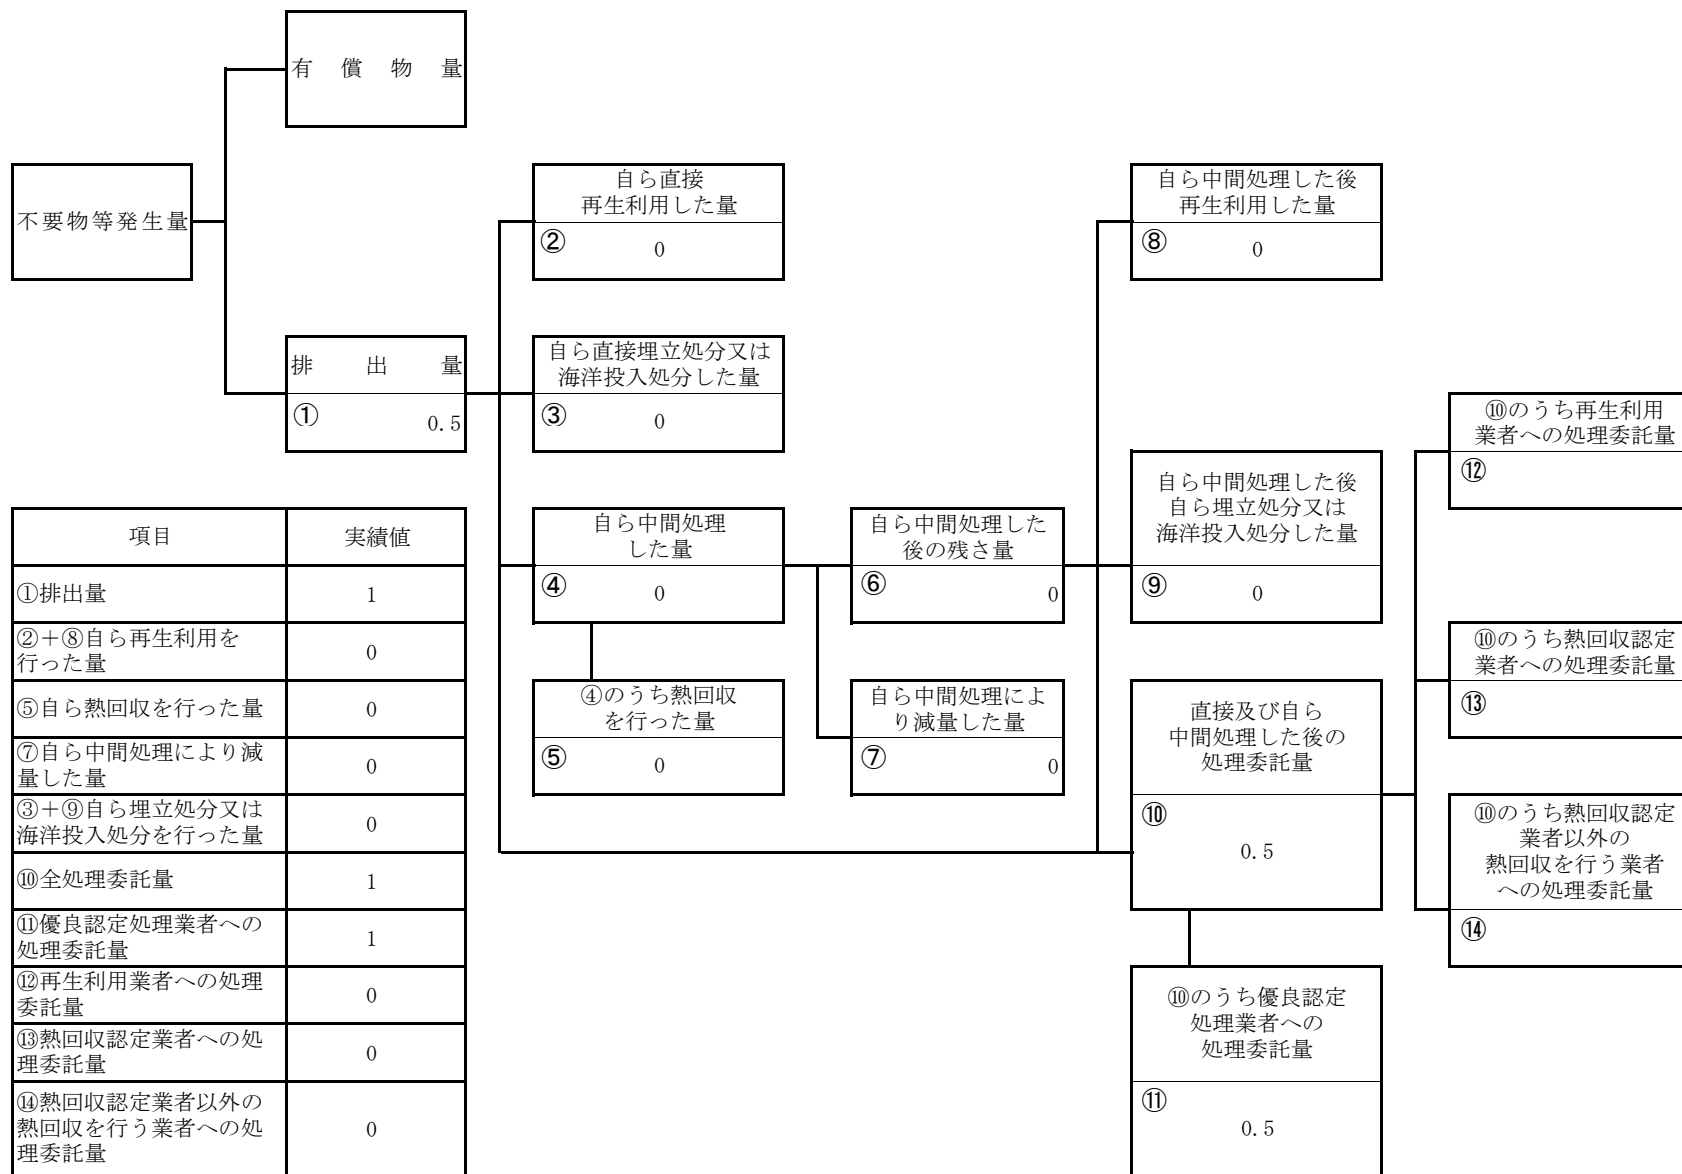 有償物量
不要物等発生量
排出量
①
0.5
自ら直接
再生利用した量
②
0
自ら直接埋立処分又は
海洋投入処分した量
③
0
自ら中間処理
した量
④
0
④のうち熱回収
を行った量
⑤
0
自ら中間処理した
後の残さ量
⑥
0
自ら中間処理によ
り減量した量
⑦
0
自ら中間処理した後
再生利用した量
⑧
0
自ら中間処理した後
自ら埋立処分又は
海洋投入処分した量
⑨
0
直接及び自ら
中間処理した後の
処理委託量
⑩
0.5
⑩のうち優良認定
処理業者への
処理委託量
⑪
0.5
⑩のうち再生利用
業者への処理委託量
⑫
⑩のうち熱回収認定
業者への処理委託量
⑬
⑩のうち熱回収認定
業者以外の
熱回収を行う業者
への処理委託量
⑭
項目 実績値
①排出量 1
②+⑧自ら再生利用を
行った量 0
⑤自ら熱回収を行った量 0
⑦自ら中間処理により減
量した量 0
③+⑨自ら埋立処分又は
海洋投入処分を行った量 0
⑩全処理委託量 1
⑪優良認定処理業者への
処理委託量 1
⑫再生利用業者への処理
委託量 0
⑬熱回収認定業者への処
理委託量 0
⑭熱回収認定業者以外の
熱回収を行う業者への処
理委託量 0